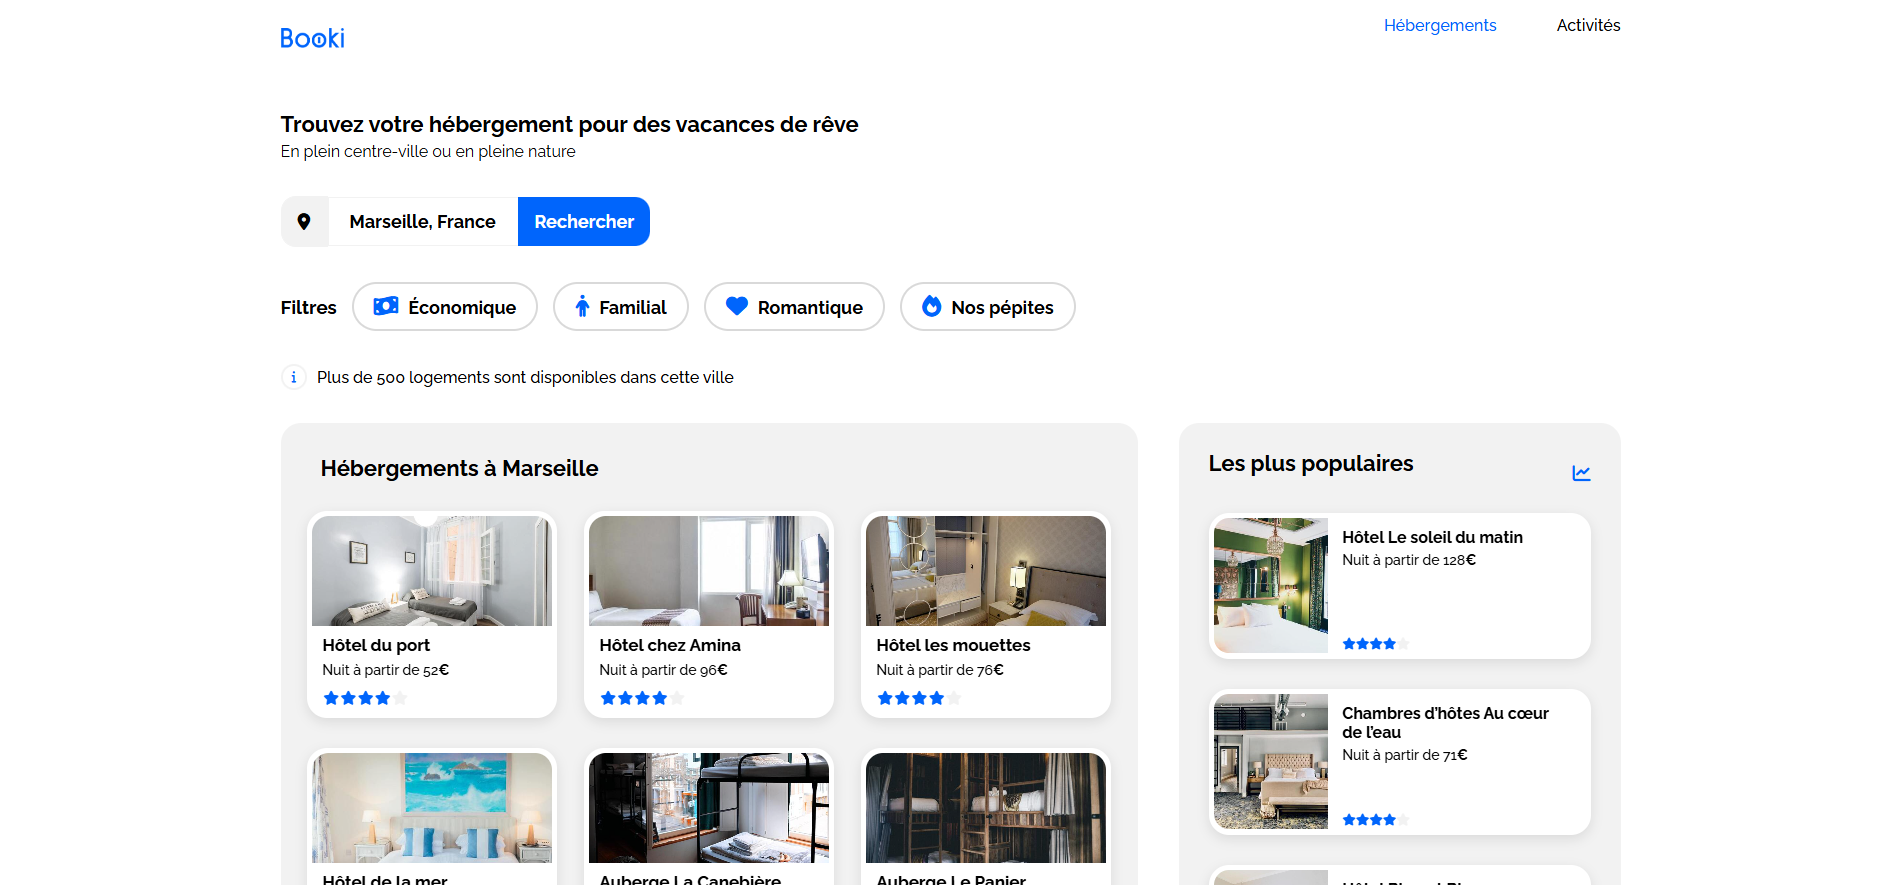 Booki
Hébergements
Activités
Trouvez votre hébergement pour des vacances de rêve
En plein centre-ville ou en pleine nature
Marseille, France
Rechercher
Filtres
Économique
Familial
Romantique
Nos pépites
i
Plus de 500 logements sont disponibles dans cette ville
Hébergements à Marseille
Hôtel du port
Nuit à partir de 52€
Hôtel chez Amina
Nuit à partir de 96€
Hôtel les mouettes
Nuit à partir de 76€
Hôtel de la mer
Auberge La Canebière
Auberge Le Panier
Les plus populaires
Hôtel Le soleil du matin
Nuit à partir de 128€
Chambres d’hôtes Au cœur
de l’eau
Nuit à partir de 71€